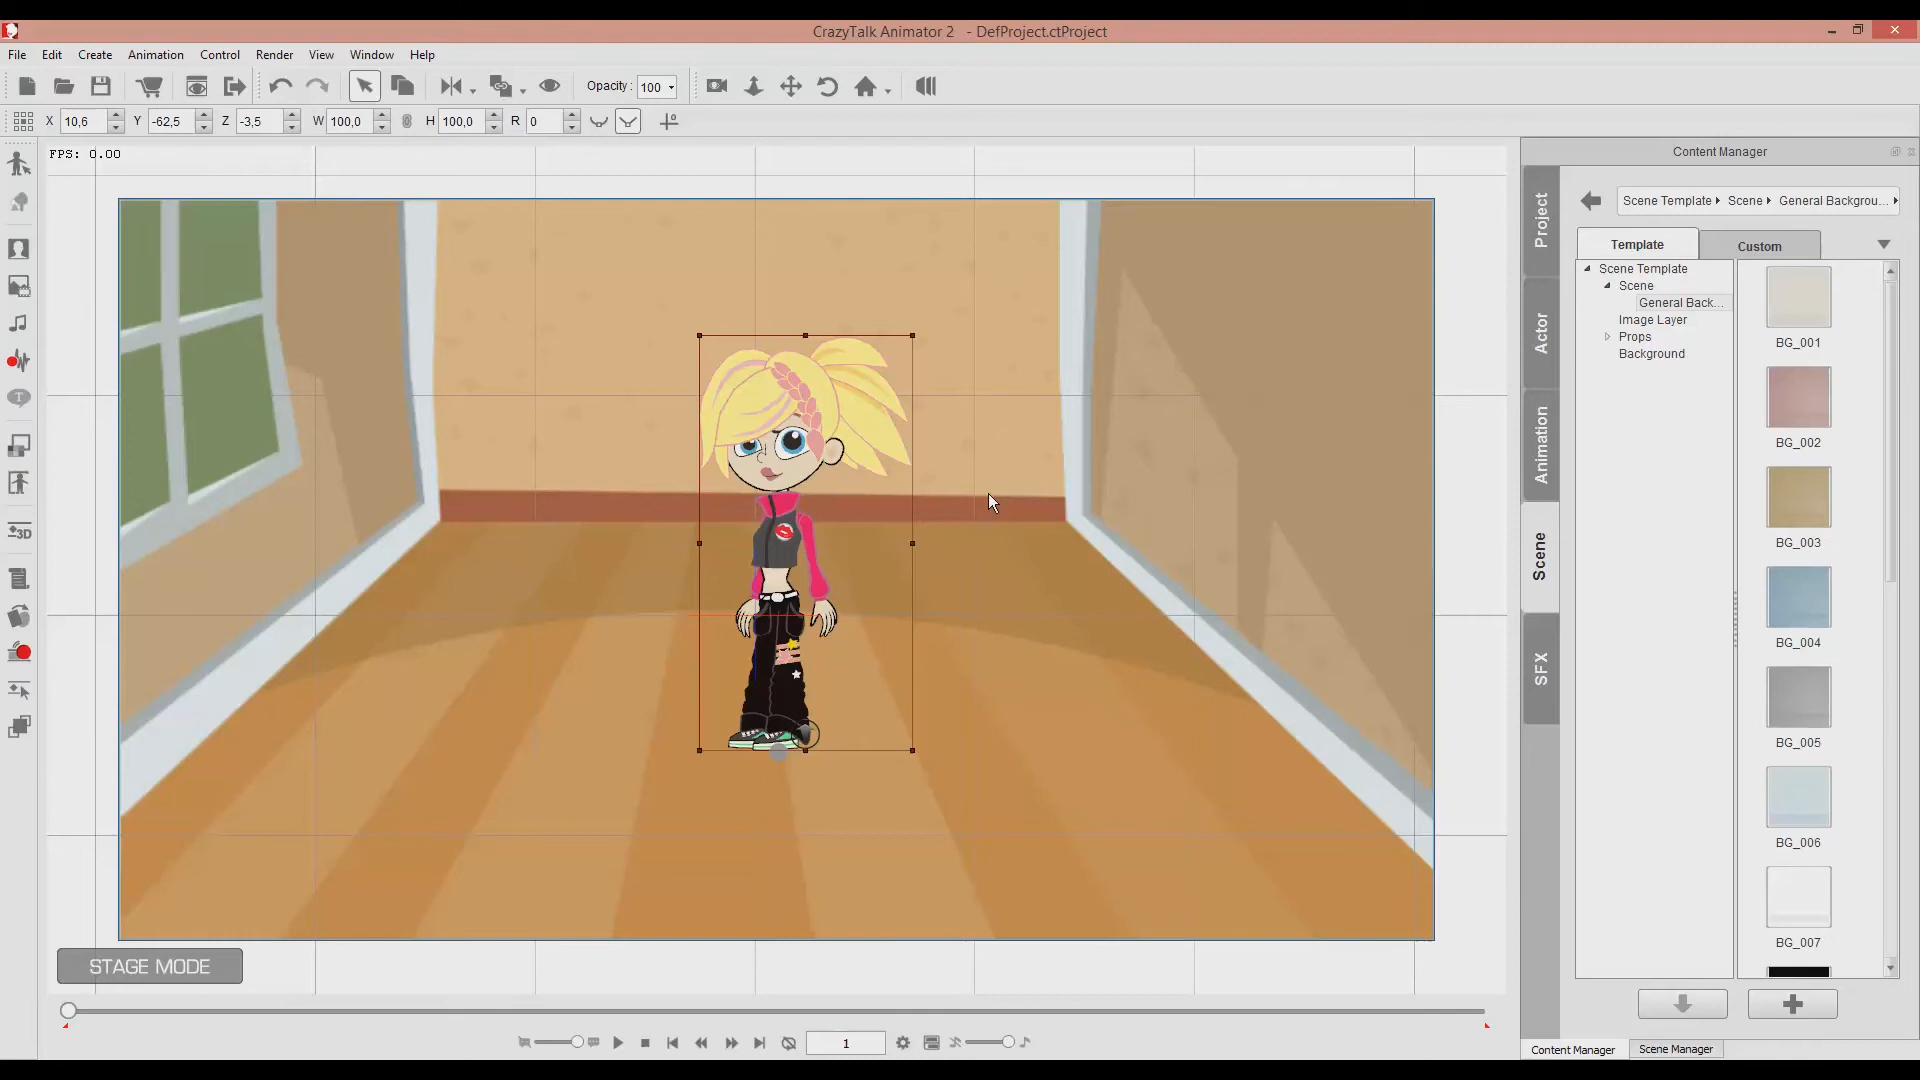 CrazyTalk Animator 2 - DefProject.ctProject
File Edit Create Animation Control Render View Window Help
Opacity : 100
X 10,6 Y -62,5 Z -3,5 W 100,0 H 100,0 R 0
FPS: 0.00
Content Manager
Scene Template Scene General Backgrou...
Template Custom
Project
Actor
Animation
Scene
SFX
Scene Template
Scene
General Back...
Image Layer
Props
Background
BG_001
BG_002
BG_003
BG_004
BG_005
BG_006
BG_007
STAGE MODE
1
Content Manager Scene Manager